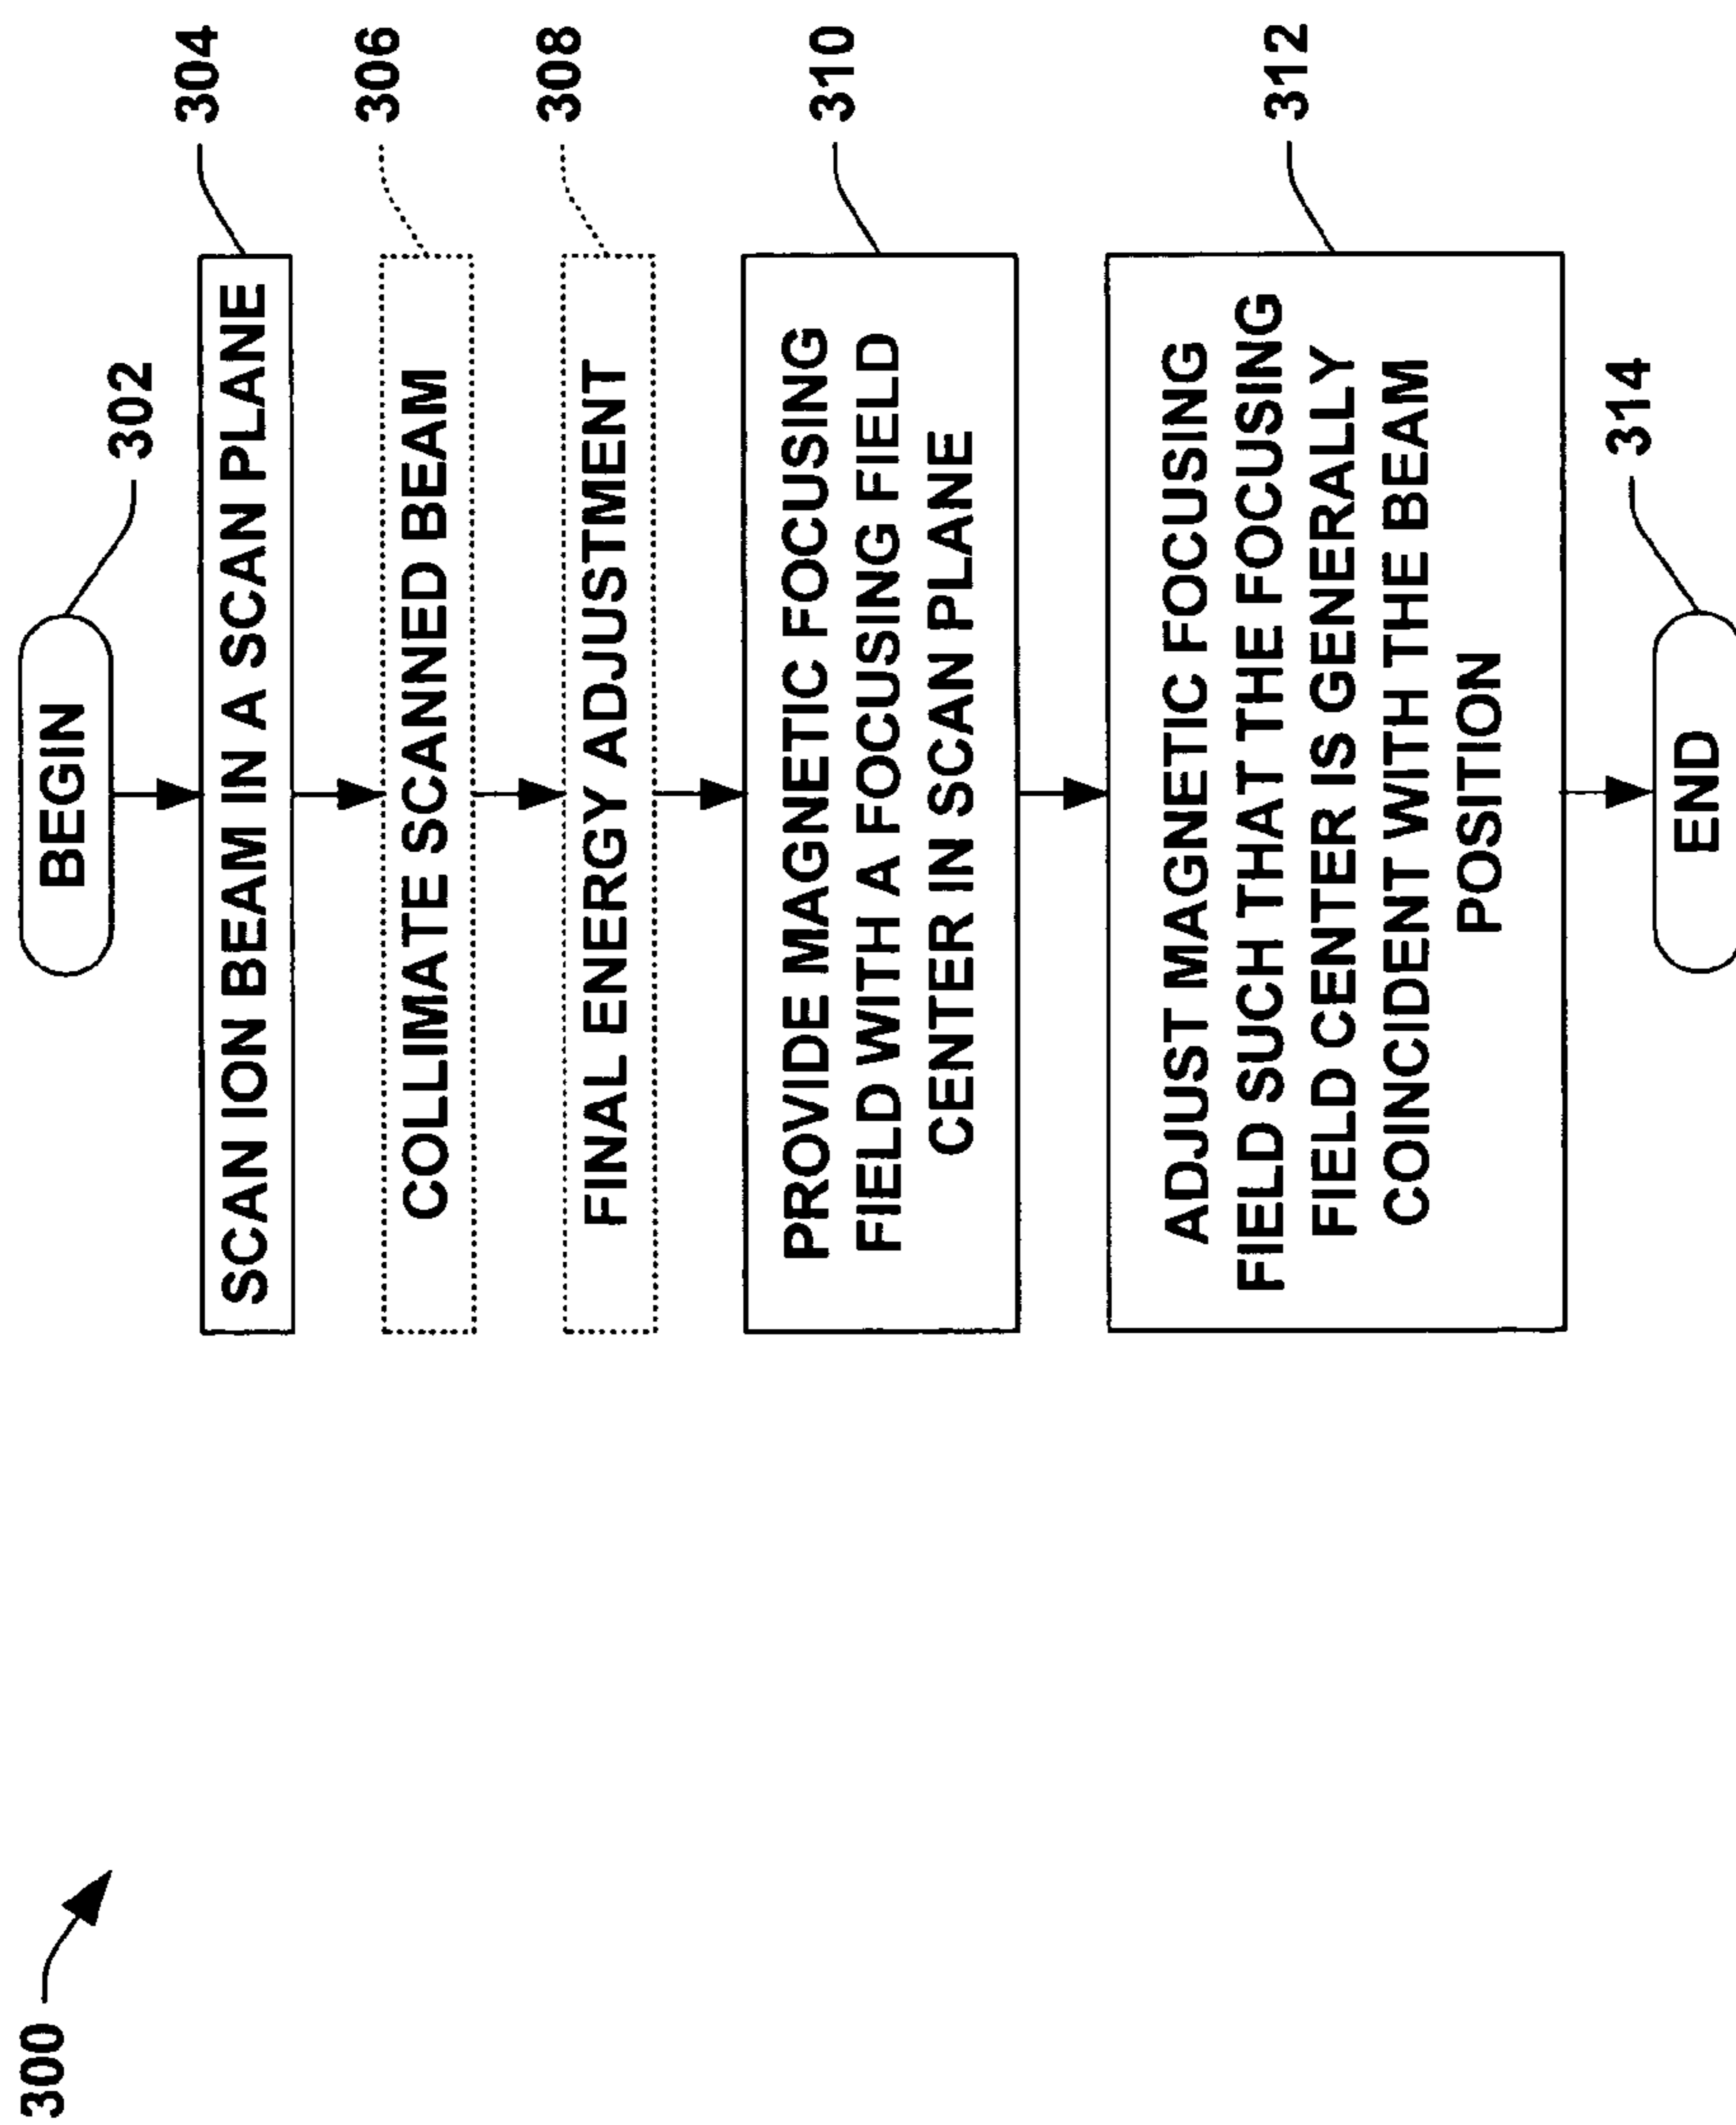 300
BEGIN
302
SCAN ION BEAM IN A SCAN PLANE
304
COLLIMATE SCANNED BEAM
306
FINAL ENERGY ADJUSTMENT
308
PROVIDE MAGNETIC FOCUSING
FIELD WITH A FOCUSING FIELD
CENTER IN SCAN PLANE
310
ADJUST MAGNETIC FOCUSING
FIELD SUCH THAT THE FOCUSING
FIELD CENTER IS GENERALLY
COINCIDENT WITH THE BEAM
POSITION
312
END
314